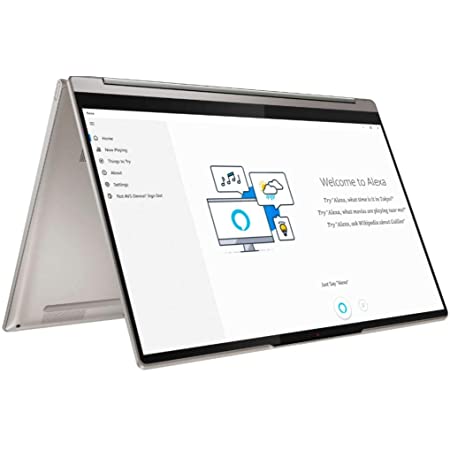 Alexa
Home
Now Playing
Things to Try
About
Settings
Welcome to Alexa
Try "Alexa, what time is it in Tokyo?"
Try "Alexa, what movies are playing near me?"
Try "Alexa, ask Wikipedia about Galileo"
Just Say "Alexa"